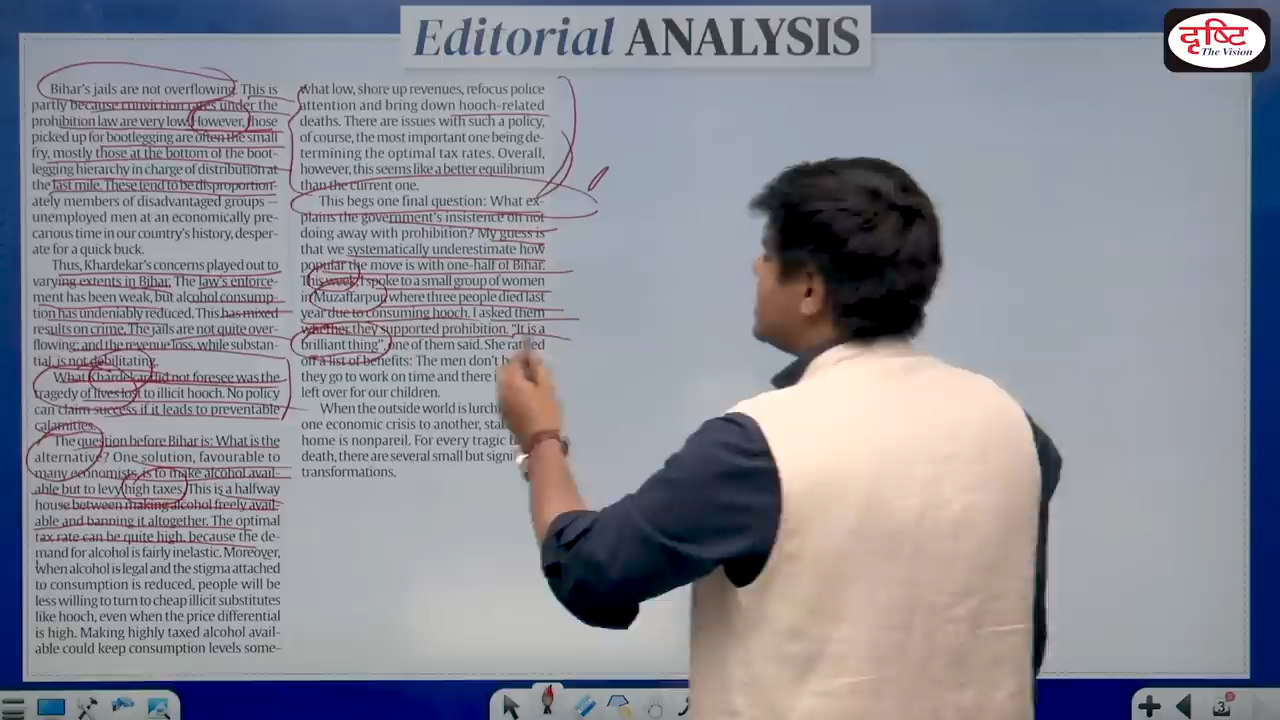 Editorial ANALYSIS
दृष्टि
The Vision
Bihar's jails are not overflowing. This is
partly because conviction rates under the
prohibition law are very low. However, those
picked up for bootlegging are often the small
fry, mostly those at the bottom of the boot-
legging hierarchy in charge of distribution at
the last mile. These tend to be disproportion-
ately members of disadvantaged groups —
unemployed men at an economically pre-
carious time in our country's history, desper-
ate for a quick buck.
Thus, Khardekar's concerns played out to
varying extents in Bihar. The law's enforce-
ment has been weak, but alcohol consump-
tion has undeniably reduced. This has mixed
results on crime. The jails are not quite over-
flowing; and the revenue loss, while substan-
tial, is not debilitating.
What Khardekar did not foresee was the
tragedy of lives lost to illicit hooch. No policy
can claim success if it leads to preventable
calamities.
The question before Bihar is: What is the
alternative? One solution, favourable to
many economists, is to make alcohol avail-
able but to levy high taxes. This is a halfway
house between making alcohol freely avail-
able and banning it altogether. The optimal
tax rate can be quite high, because the de-
mand for alcohol is fairly inelastic. Moreover,
when alcohol is legal and the stigma attached
to consumption is reduced, people will be
less willing to turn to cheap illicit substitutes
like hooch, even when the price differential
is high. Making highly taxed alcohol avail-
able could keep consumption levels some-
what low, shore up revenues, refocus police
attention and bring down hooch-related
deaths. There are issues with such a policy,
of course, the most important one being de-
termining the optimal tax rates. Overall,
however, this seems like a better equilibrium
than the current one.
This begs one final question: What ex-
plains the government's insistence on not
doing away with prohibition? My guess is
that we systematically underestimate how
popular the move is with one-half of Bihar.
This week, I spoke to a small group of women
in Muzaffarpur, where three people died last
year due to consuming hooch. I asked them
whether they supported prohibition. "It is a
brilliant thing", one of them said. She rattled
off a list of benefits: The men don't
they go to work on time and there
left over for our children.
When the outside world is
one economic crisis to another,
home is nonpareil. For every tragic
death, there are several small but
transformations.
3